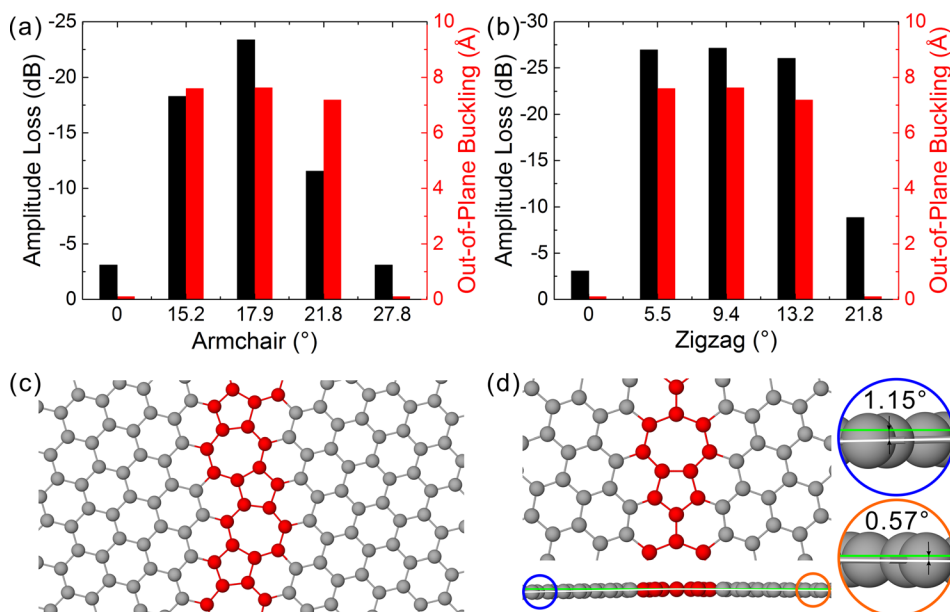 (a)
Amplitude Loss (dB)
-25
-20
-15
-10
-5
0
10
8
6
4
2
0
Out-of-Plane Buckling (Å)
0 15.2 17.9 21.8 27.8
Armchair (°)
(b)
Amplitude Loss (dB)
-30
-25
-20
-15
-10
-5
0
10
8
6
4
2
0
Out-of-Plane Buckling (Å)
0 5.5 9.4 13.2 21.8
Zigzag (°)
(c)
(d)
1.15°
0.57°